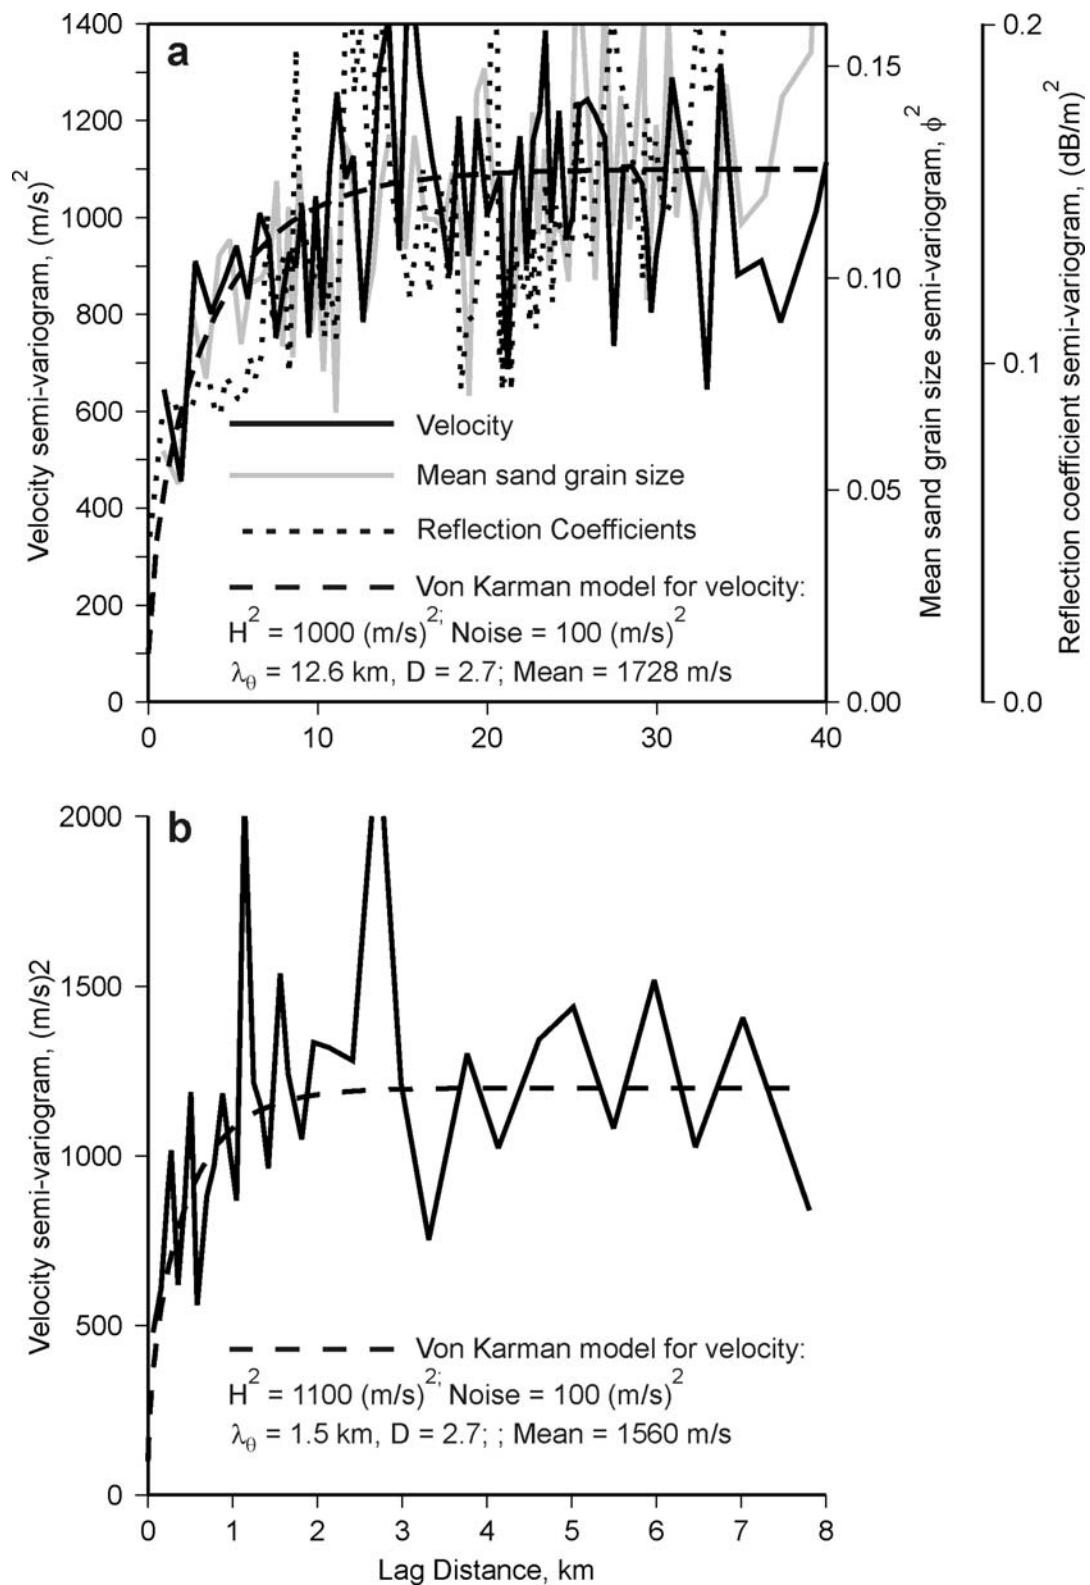 a
1400
1200
1000
800
600
400
200
0
Velocity semi-variogram, (m/s)²
0.15
0.10
0.05
0.00
Mean sand grain size semi-variogram, ϕ²
0.2
0.1
0.0
Reflection coefficient semi-variogram, (dB/m)²
Velocity
Mean sand grain size
Reflection Coefficients
Von Karman model for velocity:
H² = 1000 (m/s)²; Noise = 100 (m/s)²
λθ = 12.6 km, D = 2.7; Mean = 1728 m/s
0 10 20 30 40
b
2000
1500
1000
500
0
Velocity semi-variogram, (m/s)2
Von Karman model for velocity:
H² = 1100 (m/s)²; Noise = 100 (m/s)²
λθ = 1.5 km, D = 2.7; ; Mean = 1560 m/s
0 1 2 3 4 5 6 7 8
Lag Distance, km